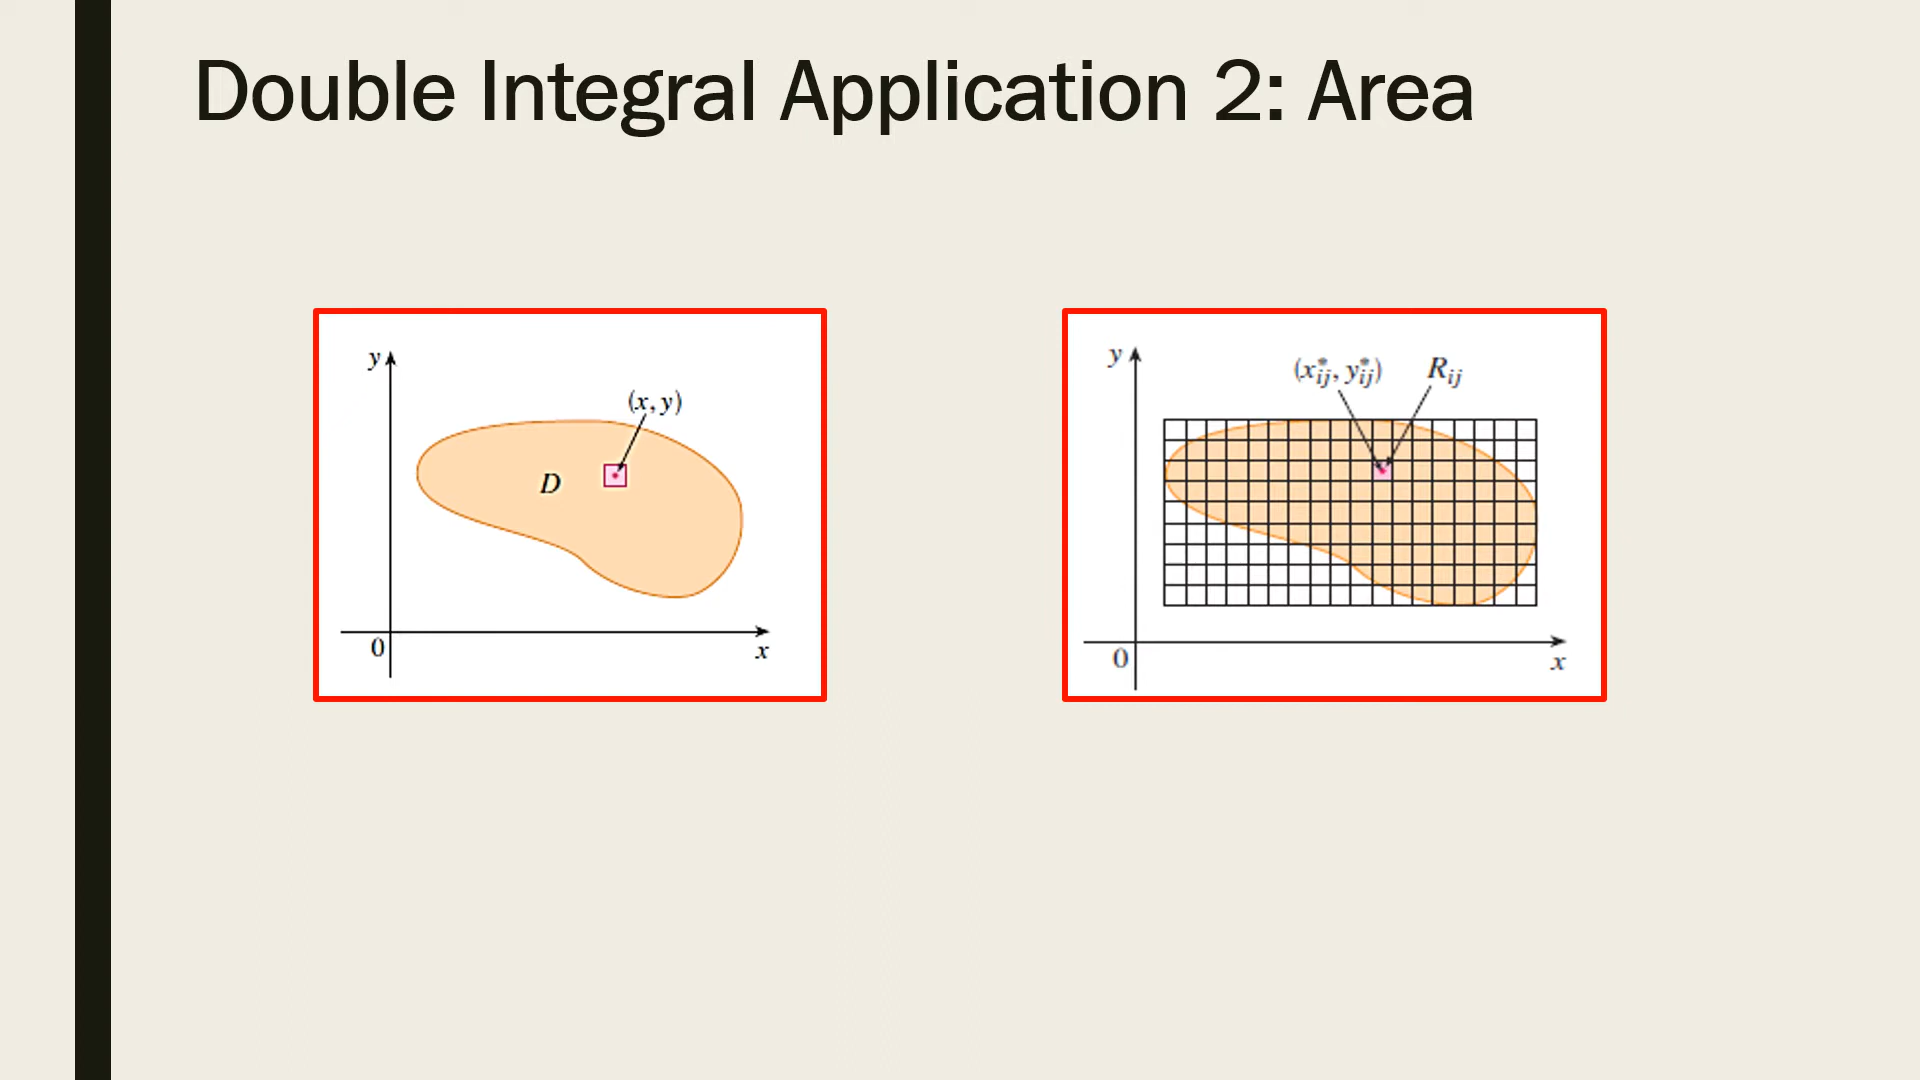 Double Integral Application 2: Area
y
(x, y)
D
0
x
y
(x*ij, y*ij)
Rij
0
x